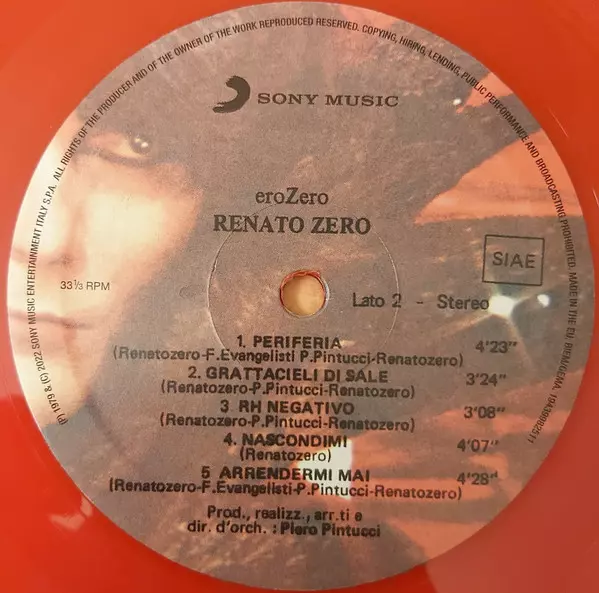 (P) 1979 & (C) 2022 SONY MUSIC ENTERTAINMENT ITALY S.P.A. ALL RIGHTS OF THE PRODUCER AND OF THE OWNER OF THE WORK REPRODUCED RESERVED. COPYING, HIRING, LENDING, PUBLIC PERFORMANCE AND BROADCASTING PROHIBITED. MADE IN THE EU. BIEM/GEMA.
SONY MUSIC
eroZero
RENATO ZERO
SIAE
33⅓ RPM
Lato 2 - Stereo
1. PERIFERIA 4'23"
(Renatozero-F.Evangelisti P.Pintucci-Renatozero)
2. GRATTACIELI DI SALE 3'24"
(Renatozero-P.Pintucci-Renatozero)
3 RH NEGATIVO 3'08"
(Renatozero-P.Pintucci-Renatozero)
4. NASCONDIMI 4'07"
(Renatozero)
5 ARRENDERMI MAI 4'28"
(Renatozero-F.Evangelisti-P.Pintucci-Renatozero)
Prod., realizz., arr.ti e
dir. d'orch. : Piero Pintucci